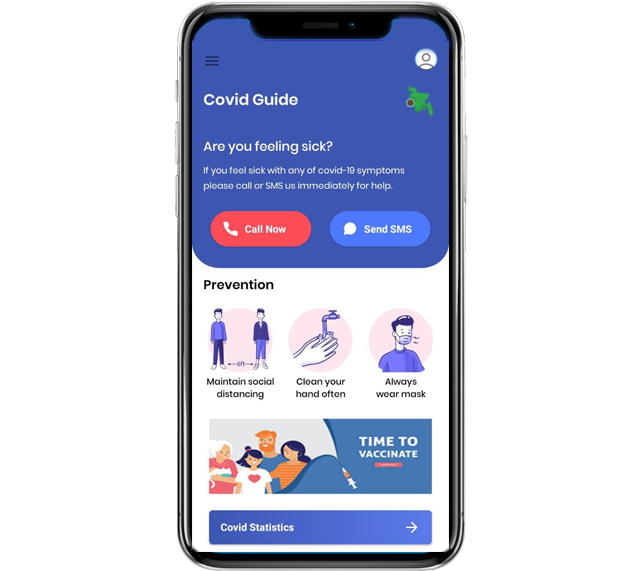 Covid Guide
Are you feeling sick?
If you feel sick with any of covid-19 symptoms
please call or SMS us immediately for help.
Call Now
Send SMS
Prevention
6ft
Maintain social
distancing
Clean your
hand often
Always
wear mask
TIME TO
VACCINATE
Covid Statistics